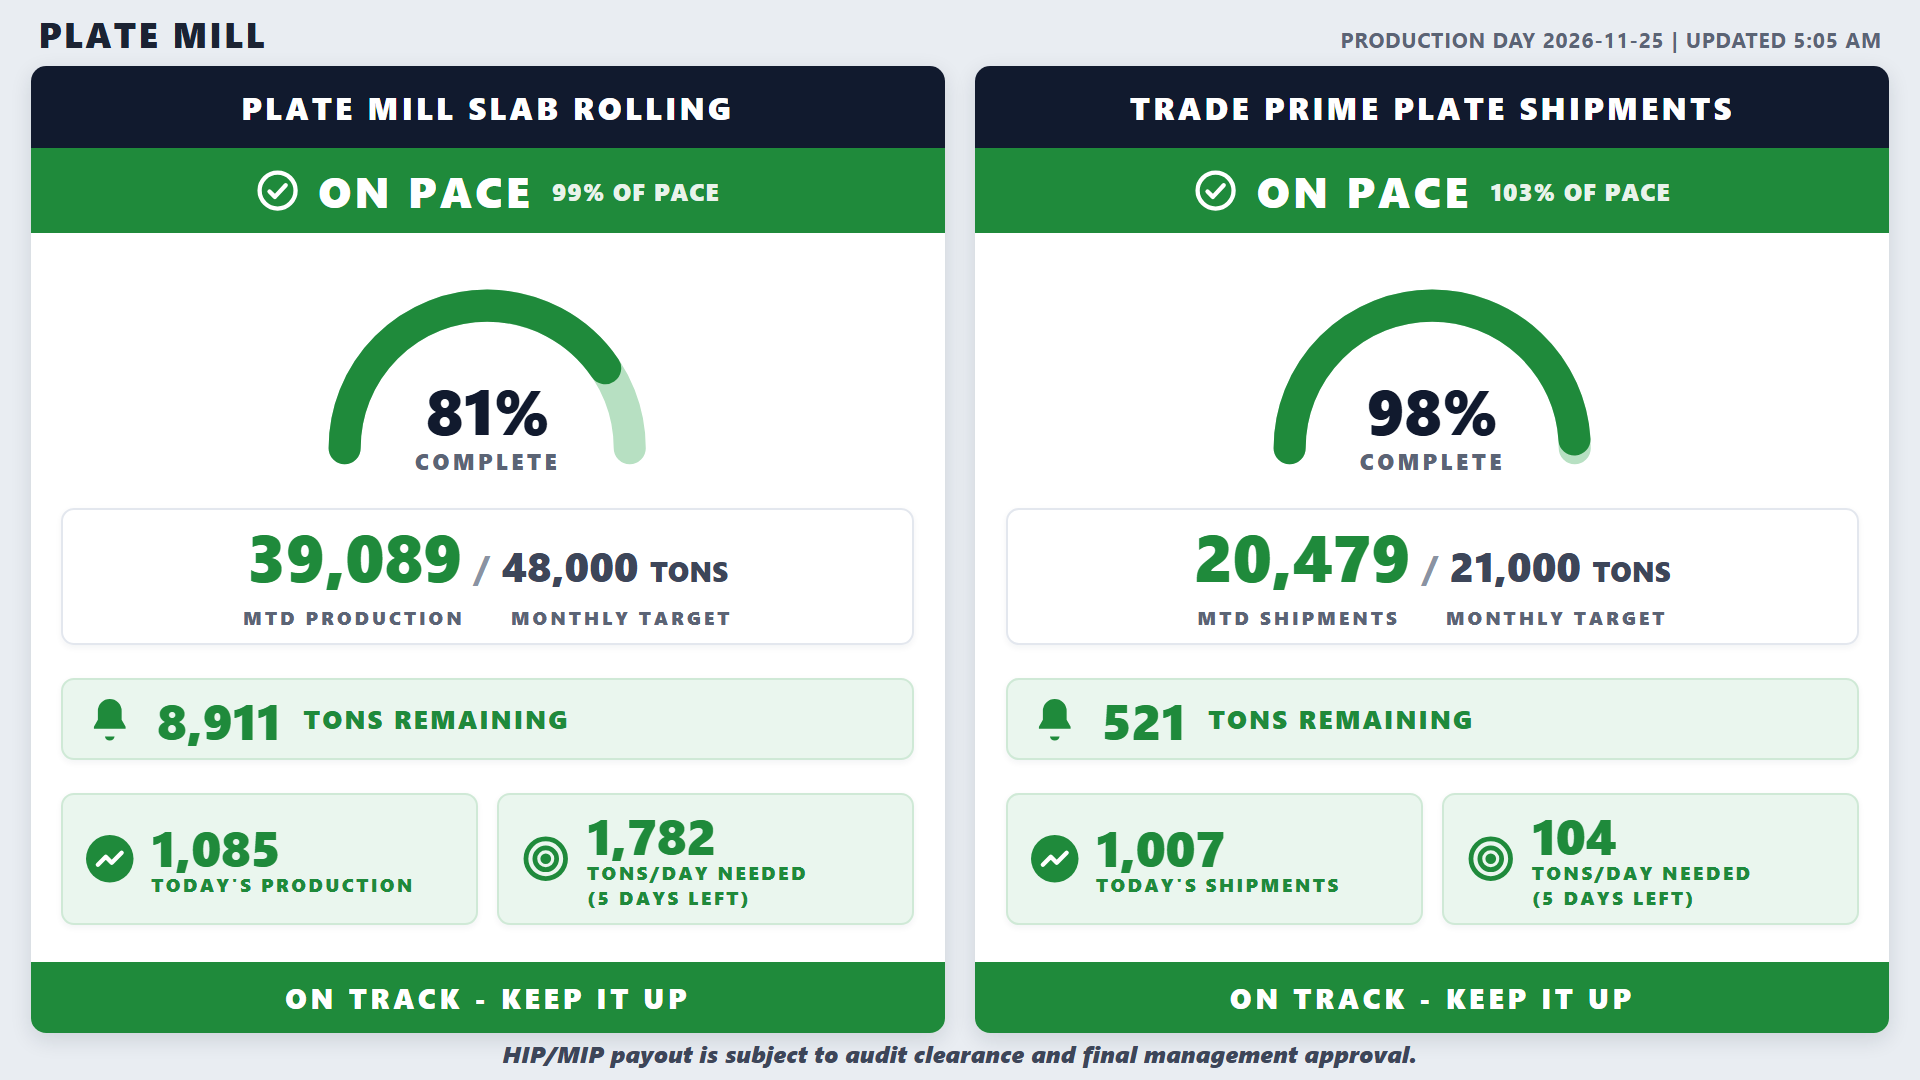 PLATE MILL
PRODUCTION DAY 2026-11-25 | UPDATED 5:05 AM
PLATE MILL SLAB ROLLING
ON PACE 99% OF PACE
81%
COMPLETE
39,089 / 48,000 TONS
MTD PRODUCTION MONTHLY TARGET
8,911 TONS REMAINING
1,085
TODAY'S PRODUCTION
1,782
TONS/DAY NEEDED
(5 DAYS LEFT)
ON TRACK - KEEP IT UP
TRADE PRIME PLATE SHIPMENTS
ON PACE 103% OF PACE
98%
COMPLETE
20,479 / 21,000 TONS
MTD SHIPMENTS MONTHLY TARGET
521 TONS REMAINING
1,007
TODAY'S SHIPMENTS
104
TONS/DAY NEEDED
(5 DAYS LEFT)
ON TRACK - KEEP IT UP
HIP/MIP payout is subject to audit clearance and final management approval.